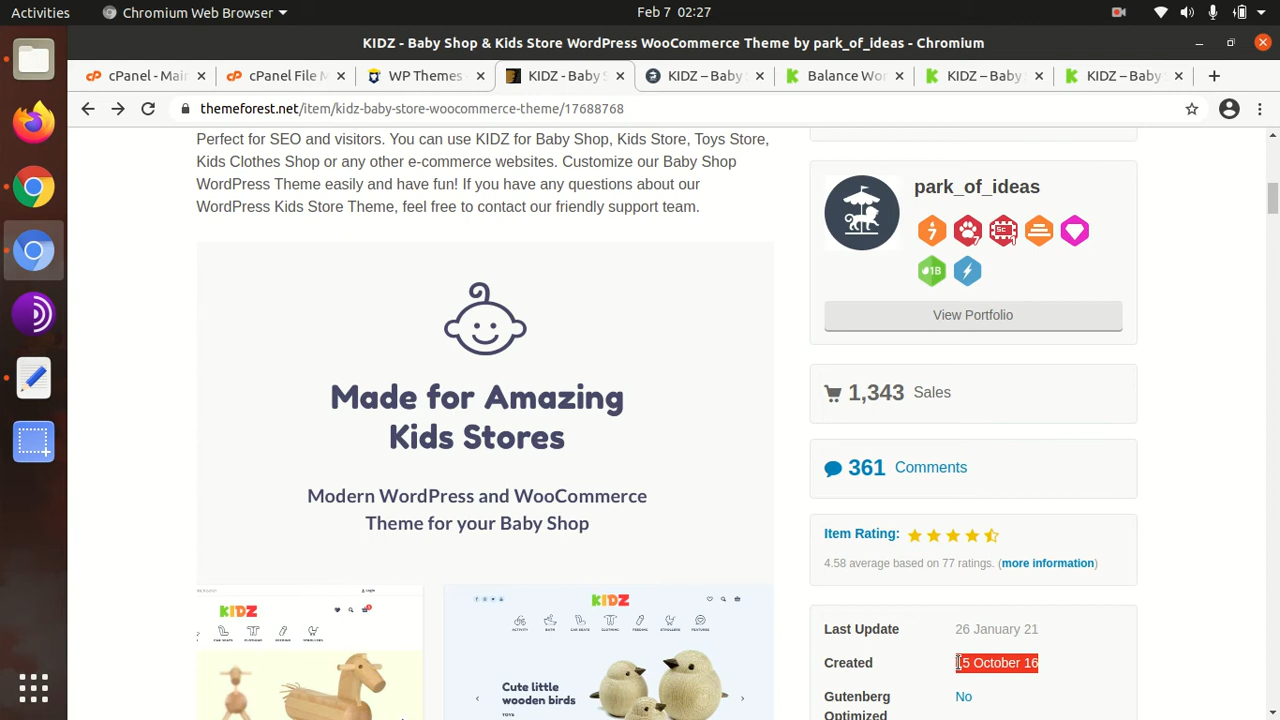 Activities
Chromium Web Browser
Feb 7 02:27
KIDZ - Baby Shop & Kids Store WordPress WooCommerce Theme by park_of_ideas - Chromium
cPanel - Main
cPanel File M
WP Themes
KIDZ - Baby S
KIDZ – Baby
Balance Wo
KIDZ – Baby
KIDZ – Baby
themeforest.net/item/kidz-baby-store-woocommerce-theme/17688768
Perfect for SEO and visitors. You can use KIDZ for Baby Shop, Kids Store, Toys Store,
Kids Clothes Shop or any other e-commerce websites. Customize our Baby Shop
WordPress Theme easily and have fun! If you have any questions about our
WordPress Kids Store Theme, feel free to contact our friendly support team.
Made for Amazing
Kids Stores
Modern WordPress and WooCommerce
Theme for your Baby Shop
KIDZ
KIDZ
Cute little
wooden birds
TOYS
park_of_ideas
7
7
Sc
1
1B
View Portfolio
1,343 Sales
361 Comments
Item Rating:
4.58 average based on 77 ratings. (more information)
Last Update 26 January 21
Created 15 October 16
Gutenberg No
Optimized